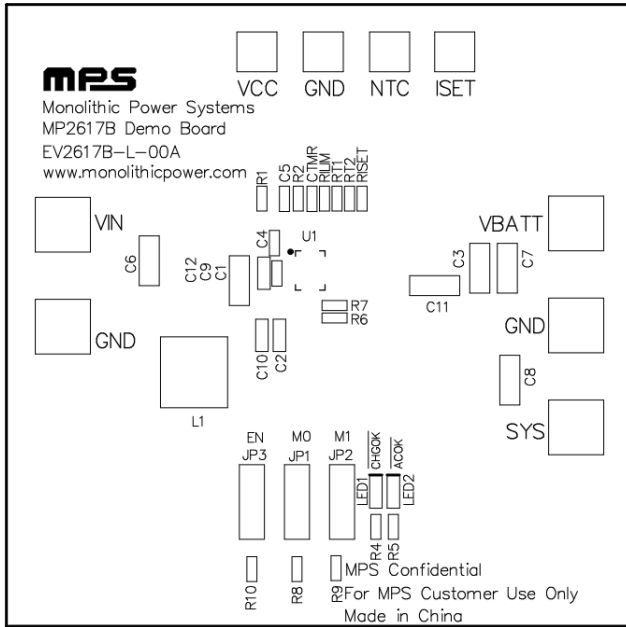 VCC GND NTC ISET
mps
Monolithic Power Systems
MP2617B Demo Board
EV2617B-L-00A
www.monolithicpower.com
R1 C5 R2 CTMR RILIM RT1 RT2 RISET
VIN
VBATT
C6
C12
C9
C1
C4
U1
C3
C7
C11
R7
R6
GND
GND
C10
C2
C8
L1
SYS
EN M0 M1
JP3 JP1 JP2
LED1
CHGOK
ACOK
LED2
R4
R5
R10
R8
R9
MPS Confidential
For MPS Customer Use Only
Made in China